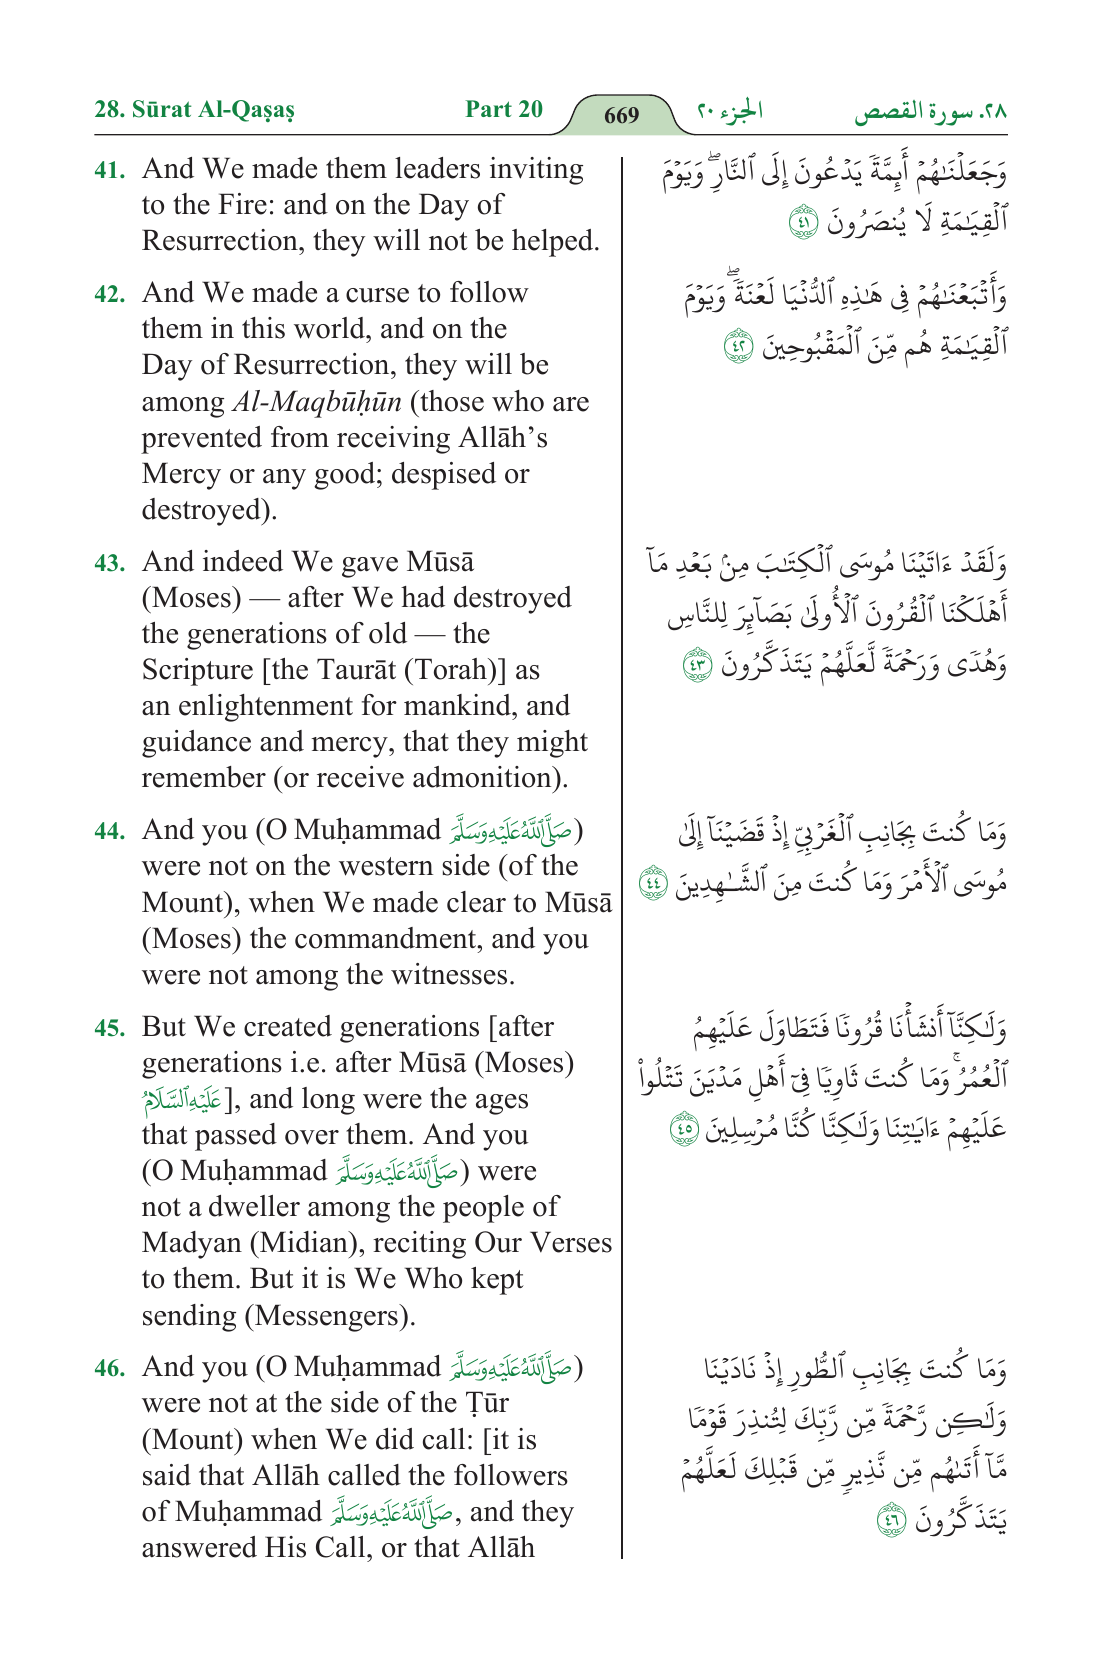 28. Sūrat Al-Qaṣaṣ Part 20 669 الجزء ٢٠ ٢٨. سورة القصص
41. And We made them leaders inviting
to the Fire: and on the Day of
Resurrection, they will not be helped.
وَجَعَلْنَٰهُمْ أَئِمَّةً يَدْعُونَ إِلَى ٱلنَّارِ ۖ وَيَوْمَ
ٱلْقِيَٰمَةِ لَا يُنصَرُونَ ٤١
42. And We made a curse to follow
them in this world, and on the
Day of Resurrection, they will be
among Al-Maqbūḥūn (those who are
prevented from receiving Allāh’s
Mercy or any good; despised or
destroyed).
وَأَتْبَعْنَٰهُمْ فِى هَٰذِهِ ٱلدُّنْيَا لَعْنَةً ۖ وَيَوْمَ
ٱلْقِيَٰمَةِ هُم مِّنَ ٱلْمَقْبُوحِينَ ٤٢
43. And indeed We gave Mūsā
(Moses) — after We had destroyed
the generations of old — the
Scripture [the Taurāt (Torah)] as
an enlightenment for mankind, and
guidance and mercy, that they might
remember (or receive admonition).
وَلَقَدْ ءَاتَيْنَا مُوسَى ٱلْكِتَٰبَ مِنۢ بَعْدِ مَآ
أَهْلَكْنَا ٱلْقُرُونَ ٱلْأُولَىٰ بَصَآئِرَ لِلنَّاسِ
وَهُدًى وَرَحْمَةً لَّعَلَّهُمْ يَتَذَكَّرُونَ ٤٣
44. And you (O Muḥammad صَلَّى ٱللَّهُ عَلَيْهِ وَسَلَّمَ)
were not on the western side (of the
Mount), when We made clear to Mūsā
(Moses) the commandment, and you
were not among the witnesses.
وَمَا كُنتَ بِجَانِبِ ٱلْغَرْبِىِّ إِذْ قَضَيْنَآ إِلَىٰ
مُوسَى ٱلْأَمْرَ وَمَا كُنتَ مِنَ ٱلشَّٰهِدِينَ ٤٤
45. But We created generations [after
generations i.e. after Mūsā (Moses)
عَلَيْهِ ٱلسَّلَامُ], and long were the ages
that passed over them. And you
(O Muḥammad صَلَّى ٱللَّهُ عَلَيْهِ وَسَلَّمَ) were
not a dweller among the people of
Madyan (Midian), reciting Our Verses
to them. But it is We Who kept
sending (Messengers).
وَلَٰكِنَّآ أَنشَأْنَا قُرُونًا فَتَطَاوَلَ عَلَيْهِمُ
ٱلْعُمُرُ ۚ وَمَا كُنتَ ثَاوِيًا فِىٓ أَهْلِ مَدْيَنَ تَتْلُوا۟
عَلَيْهِمْ ءَايَٰتِنَا وَلَٰكِنَّا كُنَّا مُرْسِلِينَ ٤٥
46. And you (O Muḥammad صَلَّى ٱللَّهُ عَلَيْهِ وَسَلَّمَ)
were not at the side of the Ṭūr
(Mount) when We did call: [it is
said that Allāh called the followers
of Muḥammad صَلَّى ٱللَّهُ عَلَيْهِ وَسَلَّمَ, and they
answered His Call, or that Allāh
وَمَا كُنتَ بِجَانِبِ ٱلطُّورِ إِذْ نَادَيْنَا
وَلَٰكِن رَّحْمَةً مِّن رَّبِّكَ لِتُنذِرَ قَوْمًا
مَّآ أَتَىٰهُم مِّن نَّذِيرٍ مِّن قَبْلِكَ لَعَلَّهُمْ
يَتَذَكَّرُونَ ٤٦